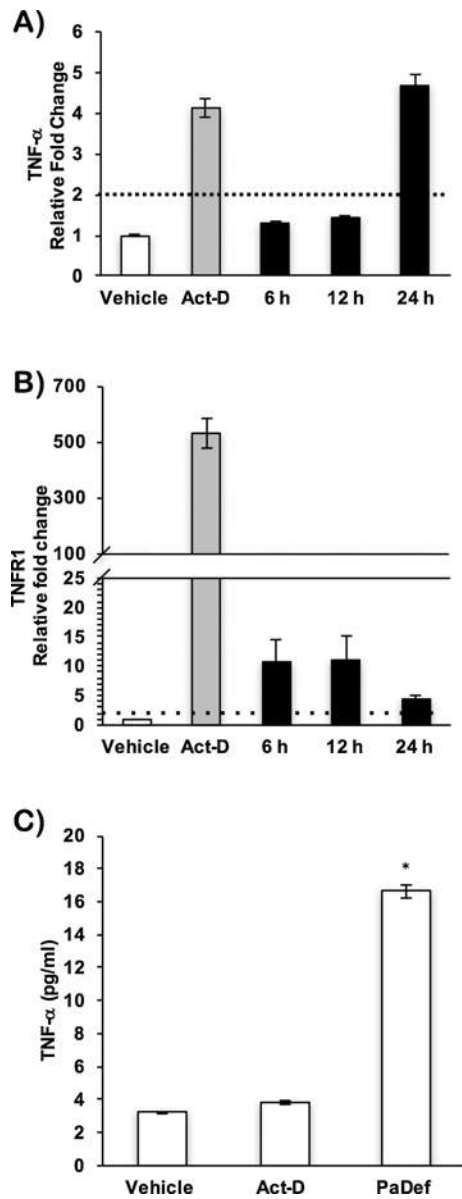 A)
TNF-α
Relative Fold Change
6
5
4
3
2
1
0
Vehicle Act-D 6 h 12 h 24 h
B)
TNFR1
Relative fold change
700
500
300
100
25
20
15
10
5
0
Vehicle Act-D 6 h 12 h 24 h
C)
TNF-α (pg/ml)
20
18
16
14
12
10
8
6
4
2
0
*
Vehicle Act-D PaDef